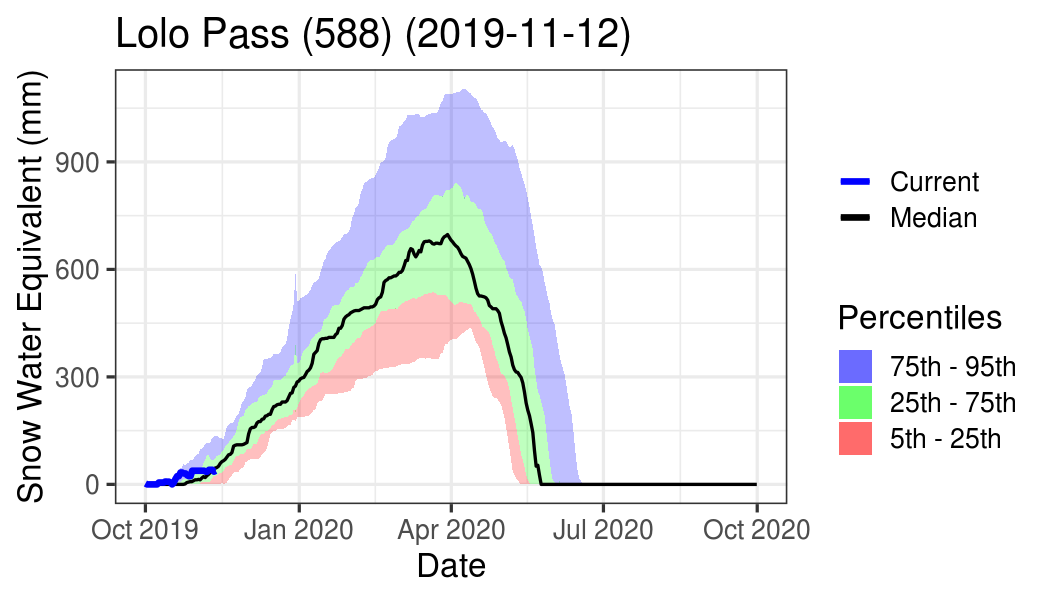 Lolo Pass (588) (2019-11-12)
Snow Water Equivalent (mm)
900
600
300
0
Oct 2019 Jan 2020 Apr 2020 Jul 2020 Oct 2020
Date
Current
Median
Percentiles
75th - 95th
25th - 75th
5th - 25th